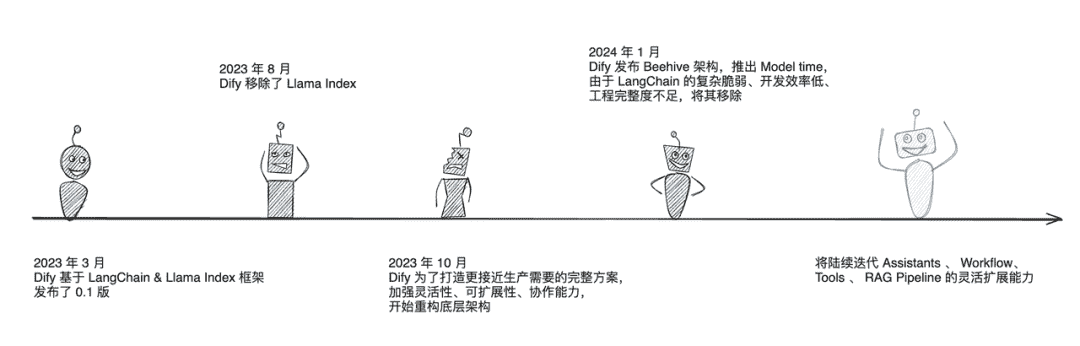 2023 年 3 月
Dify 基于 LangChain & Llama Index 框架
发布了 0.1 版
2023 年 8 月
Dify 移除了 Llama Index
2023 年 10 月
Dify 为了打造更接近生产需要的完整方案，
加强灵活性、可扩展性、协作能力，
开始重构底层架构
2024 年 1 月
Dify 发布 Beehive 架构，推出 Model time，
由于 LangChain 的复杂脆弱、开发效率低、
工程完整度不足，将其移除
将陆续迭代 Assistants 、 Workflow、
Tools 、 RAG Pipeline 的灵活扩展能力